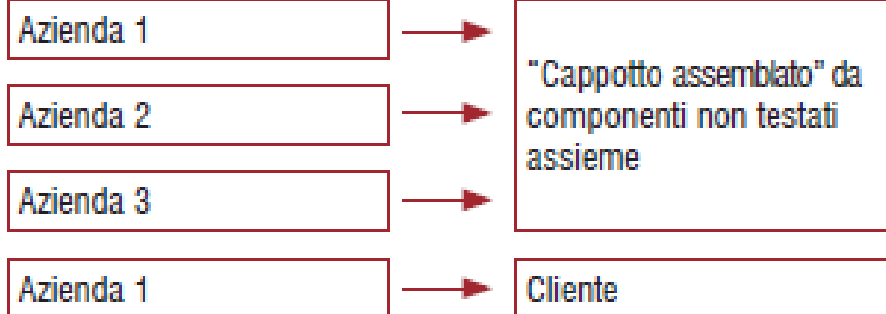 Azienda 1
"Cappotto assemblato" da
componenti non testati
assieme
Azienda 2
Azienda 3
Azienda 1
Cliente